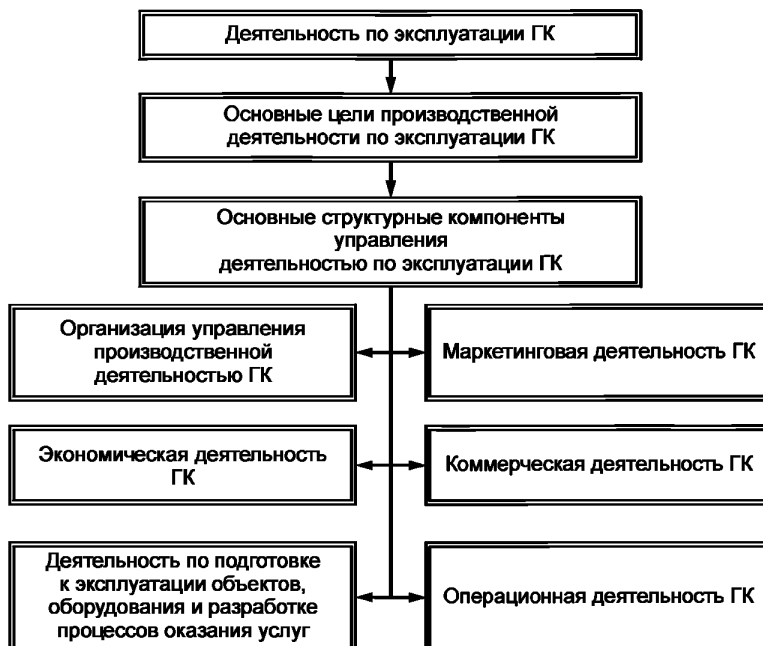 Деятельность по эксплуатации ГК
Основные цели производственной
деятельности по эксплуатации ГК
Основные структурные компоненты
управления
деятельностью по эксплуатации ГК
Организация управления
производственной
деятельностью ГК
Маркетинговая деятельность ГК
Экономическая деятельность
ГК
Коммерческая деятельность ГК
Деятельность по подготовке
к эксплуатации объектов,
оборудования и разработке
процессов оказания услуг
Операционная деятельность ГК